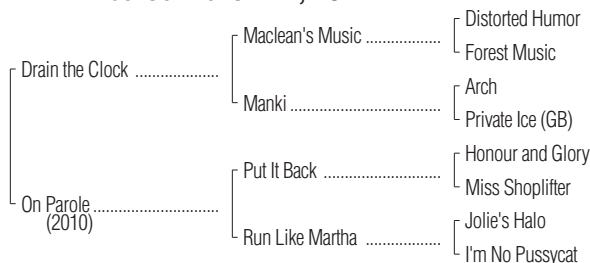 Distorted Humor
Maclean's Music ..................
Forest Music
Drain the Clock ....................
Arch
Manki ....................................
Private Ice (GB)
Honour and Glory
Put It Back ............................
Miss Shoplifter
On Parole ..............................
(2010)
Jolie's Halo
Run Like Martha ..................
I'm No Pussycat